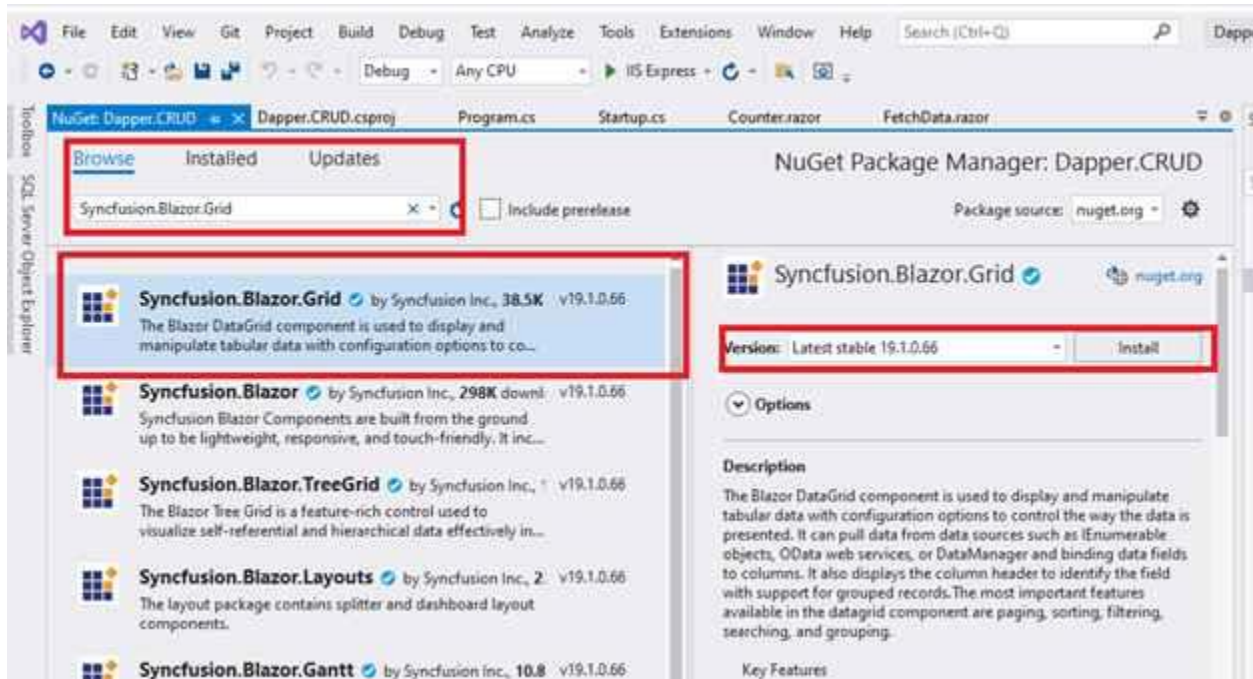 File Edit View Git Project Build Debug Test Analyze Tools Extensions Window Help Search (Ctrl+Q) Dapp
Debug Any CPU IIS Express
Toolbox
SQL Server Object Explorer
NuGet: Dapper.CRUD Dapper.CRUD.csproj Program.cs Startup.cs Counter.razor FetchData.razor
Browse Installed Updates
NuGet Package Manager: Dapper.CRUD
Syncfusion.Blazor.Grid
Include prerelease
Package source: nuget.org
Syncfusion.Blazor.Grid by Syncfusion Inc., 38.5K v19.1.0.66
The Blazor DataGrid component is used to display and
manipulate tabular data with configuration options to co...
Syncfusion.Blazor by Syncfusion Inc., 298K downl v19.1.0.66
Syncfusion Blazor Components are built from the ground
up to be lightweight, responsive, and touch-friendly. It inc...
Syncfusion.Blazor.TreeGrid by Syncfusion Inc., v19.1.0.66
The Blazor Tree Grid is a feature-rich control used to
visualize self-referential and hierarchical data effectively in...
Syncfusion.Blazor.Layouts by Syncfusion Inc., 2 v19.1.0.66
The layout package contains splitter and dashboard layout
components.
Syncfusion.Blazor.Gantt by Syncfusion Inc., 10.8 v19.1.0.66
Syncfusion.Blazor.Grid nuget.org
Version: Latest stable 19.1.0.66 Install
Options
Description
The Blazor DataGrid component is used to display and manipulate
tabular data with configuration options to control the way the data is
presented. It can pull data from data sources such as IEnumerable
objects, OData web services, or DataManager and binding data fields
to columns. It also displays the column header to identify the field
with support for grouped records.The most important features
available in the datagrid component are paging, sorting, filtering,
searching, and grouping.
Key Features